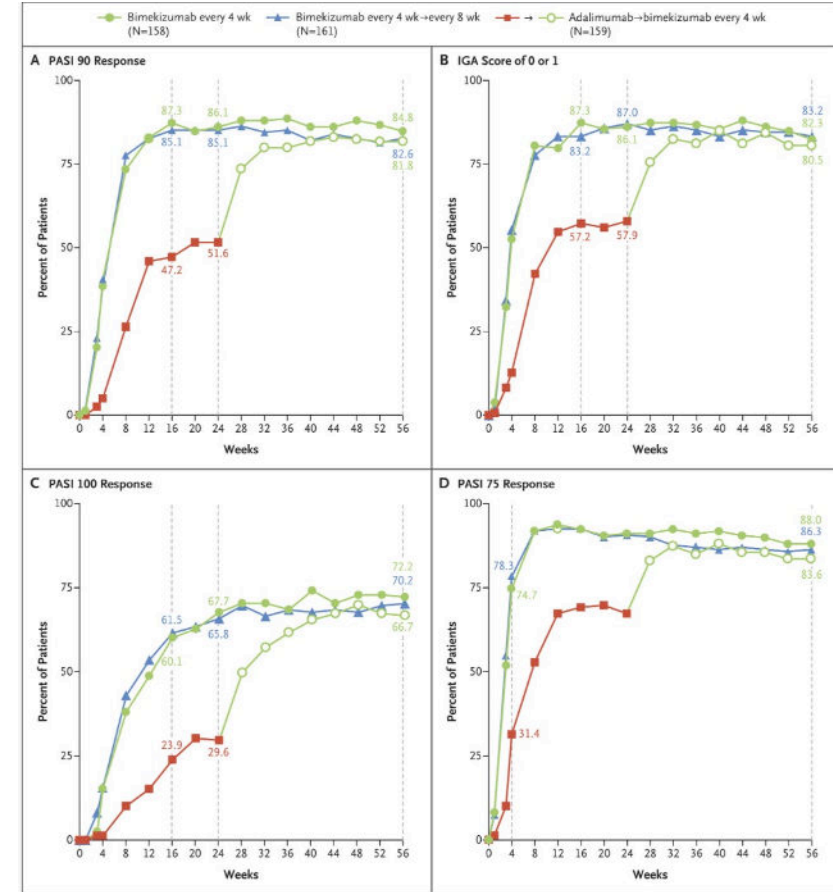 Bimekizumab every 4 wk
(N=158)
Bimekizumab every 4 wk→every 8 wk
(N=161)
→
Adalimumab→bimekizumab every 4 wk
(N=159)
A PASI 90 Response
100
75
50
25
0
Percent of Patients
87.3
85.1
86.1
85.1
84.8
82.6
81.8
47.2
51.6
0 4 8 12 16 20 24 28 32 36 40 44 48 52 56
Weeks
B IGA Score of 0 or 1
100
75
50
25
0
Percent of Patients
87.3
83.2
87.0
86.1
83.2
82.3
80.5
57.2
57.9
0 4 8 12 16 20 24 28 32 36 40 44 48 52 56
Weeks
C PASI 100 Response
100
75
50
25
0
Percent of Patients
61.5
60.1
67.7
65.8
72.2
70.2
66.7
23.9
29.6
0 4 8 12 16 20 24 28 32 36 40 44 48 52 56
Weeks
D PASI 75 Response
100
75
50
25
0
Percent of Patients
78.3
74.7
31.4
88.0
86.3
83.6
0 4 8 12 16 20 24 28 32 36 40 44 48 52 56
Weeks